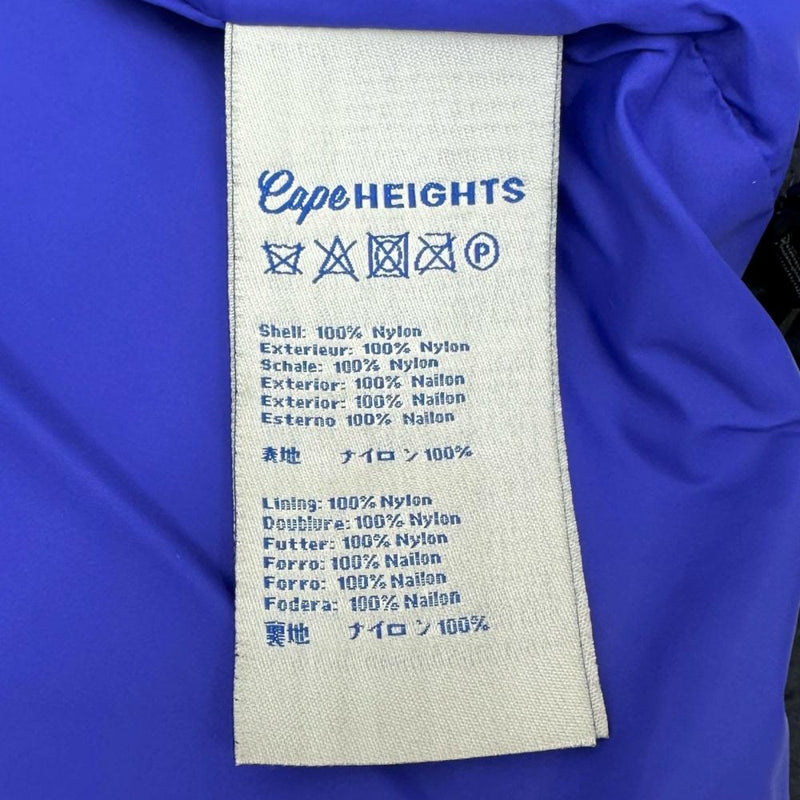 Cape HEIGHTS
P
Shell: 100% Nylon
Exterieur: 100% Nylon
Schale: 100% Nylon
Exterior: 100% Nailon
Exterior: 100% Nailon
Esterno 100% Nailon
表地 ナイロン 100%
Lining: 100% Nylon
Doublure: 100% Nylon
Futter: 100% Nylon
Forro: 100% Nailon
Forro: 100% Nailon
Fodera: 100% Nailon
裏地 ナイロン 100%